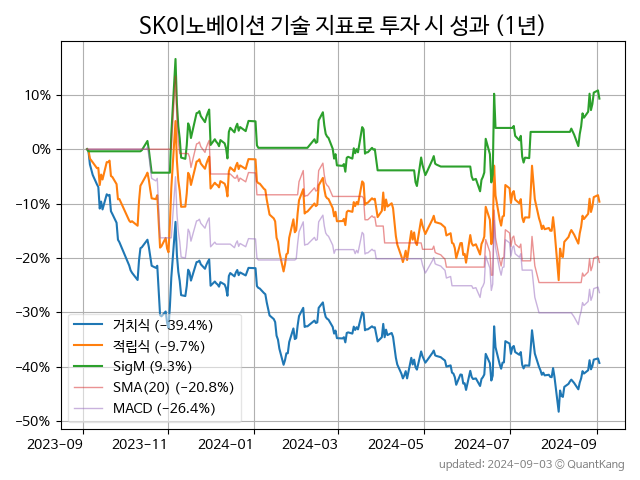 SK이노베이션 기술 지표로 투자 시 성과 (1년)
10%
0%
−10%
−20%
−30%
−40%
−50%
거치식 (−39.4%)
적립식 (−9.7%)
SigM (9.3%)
SMA(20) (−20.8%)
MACD (−26.4%)
2023-09 2023-11 2024-01 2024-03 2024-05 2024-07 2024-09
updated: 2024-09-03 © QuantKang